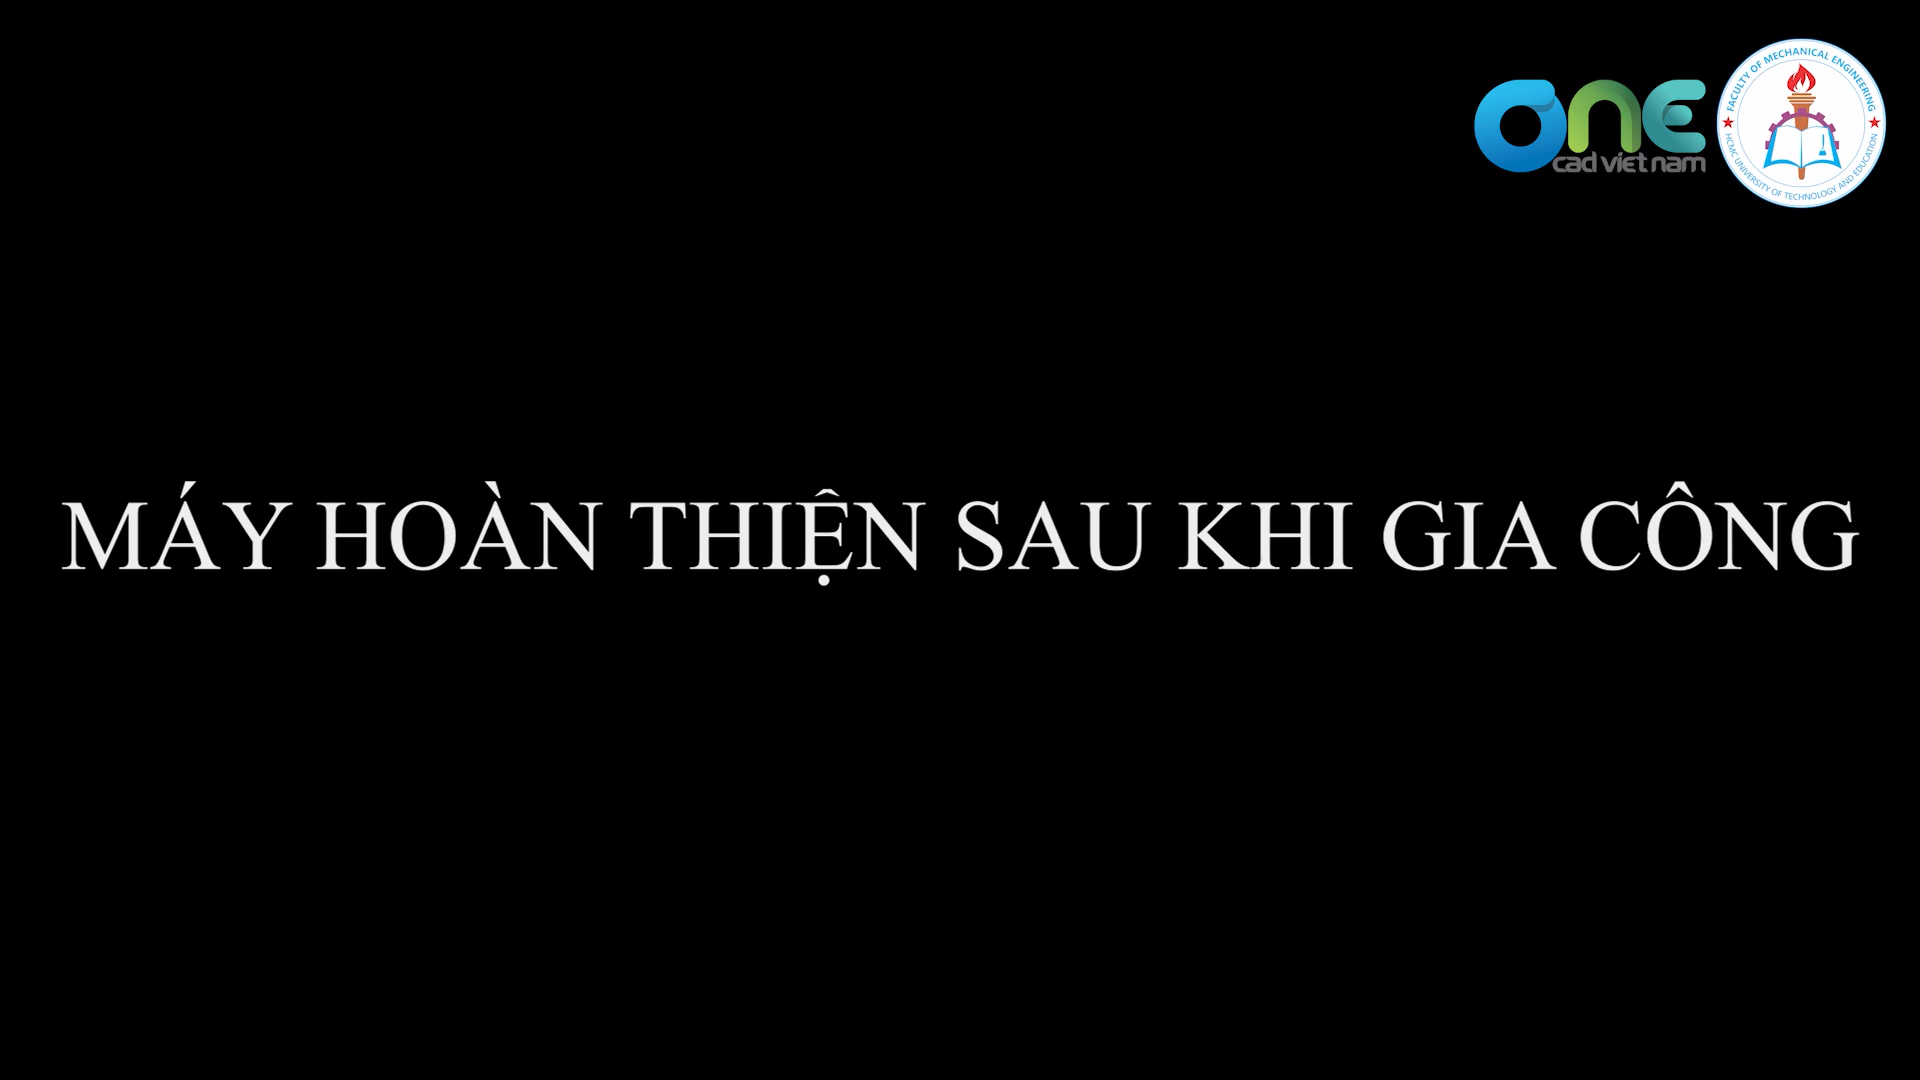 ONE
cad việt nam
FACULTY OF MECHANICAL ENGINEERING
HCMC UNIVERSITY OF TECHNOLOGY AND EDUCATION
MÁY HOÀN THIỆN SAU KHI GIA CÔNG